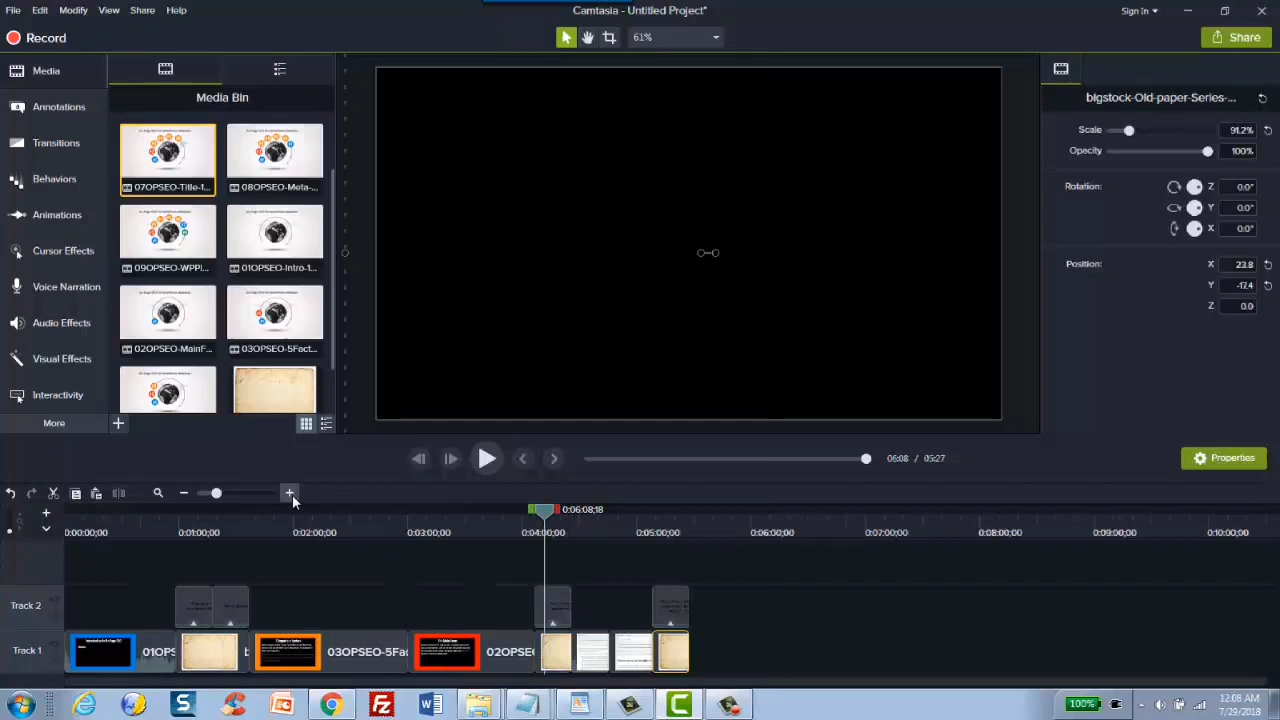 File Edit Modify View Share Help
Camtasia - Untitled Project*
Sign In
Record
61%
Share
Media
Annotations
Transitions
Behaviors
Animations
Cursor Effects
Voice Narration
Audio Effects
Visual Effects
Interactivity
More
Media Bin
07OPSEO-Title-1...
08OPSEO-Meta-...
09OPSEO-WPPl...
01OPSEO-Intro-1...
02OPSEO-MainF...
03OPSEO-5Fact...
bigstock-Old-paper-Series-...
Scale 91.2%
Opacity 100%
Rotation: Z 0.0°
Y 0.0°
X 0.0°
Position: X 23.8
Y -17.4
Z 0.0
06:08 / 05:27
Properties
0:06:08;18
0:00:00;00 0:01:00;00 0:02:00;00 0:03:00;00 0:04:00;00 0:05:00;00 0:06:00;00 0:07:00;00 0:08:00;00 0:09:00;00 0:10:00;00
Track 2
03OPSEO-5Fa
100%
12:08 AM
7/29/2018